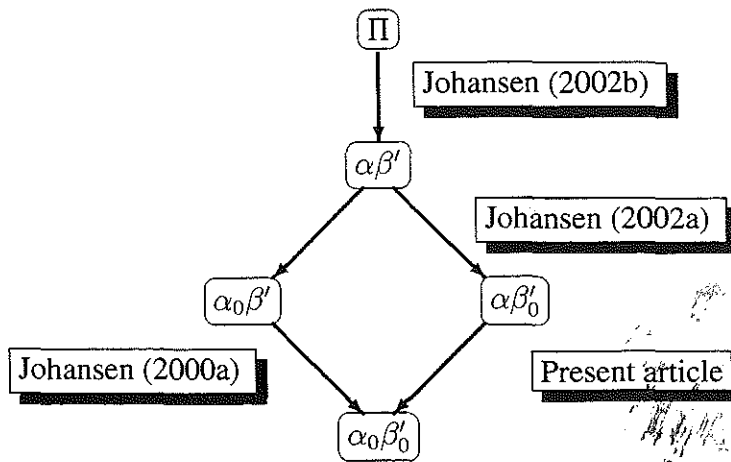 Π
Johansen (2002b)
αβ′
Johansen (2002a)
α₀β′
αβ′₀
Johansen (2000a)
Present article
α₀β′₀